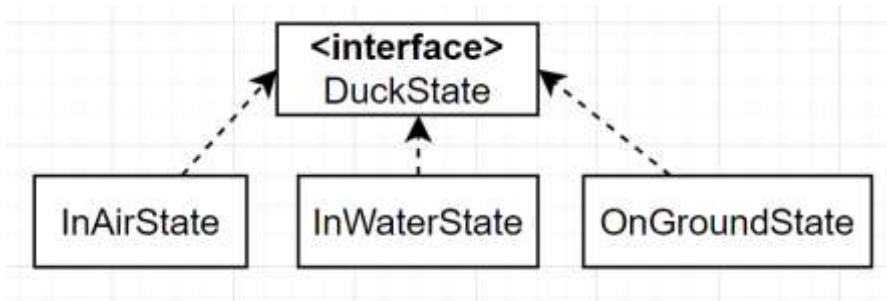 <interface>
DuckState
InAirState
InWaterState
OnGroundState